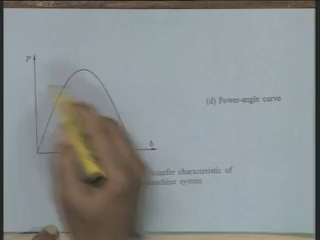 P
(d) Power-angle curve
δ
transfer characteristic of
machine system